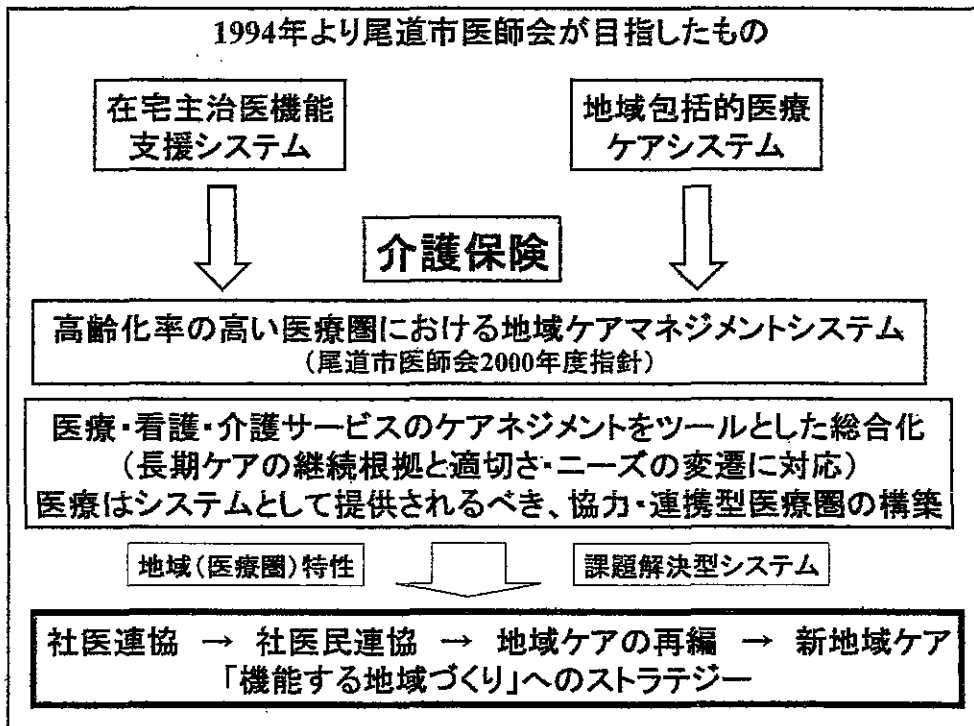 1994年より尾道市医師会が目指したもの
在宅主治医機能
支援システム
地域包括的医療
ケアシステム
介護保険
高齢化率の高い医療圏における地域ケアマネジメントシステム
（尾道市医師会2000年度指針）
医療・看護・介護サービスのケアネジメントをツールとした総合化
（長期ケアの継続根拠と適切さ・ニーズの変遷に対応）
医療はシステムとして提供されるべき、協力・連携型医療圏の構築
地域（医療圏）特性
課題解決型システム
社医連協 → 社医民連協 → 地域ケアの再編 → 新地域ケア
「機能する地域づくり」へのストラテジー